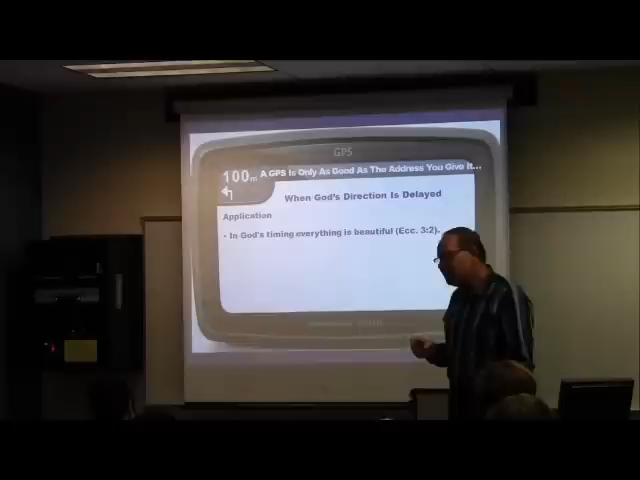 GPS
100m A GPS Is Only As Good As The Address You Give It...
When God's Direction Is Delayed
Application
- In God's timing everything is beautiful (Ecc. 3:2).